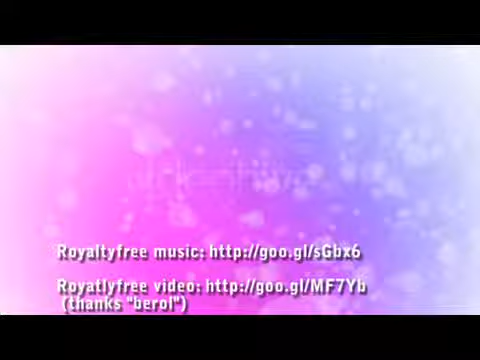 Royaltyfree music: http://goo.gl/sGbx6
Royatlyfree video: http://goo.gl/MF7Yb
(thanks "berol")